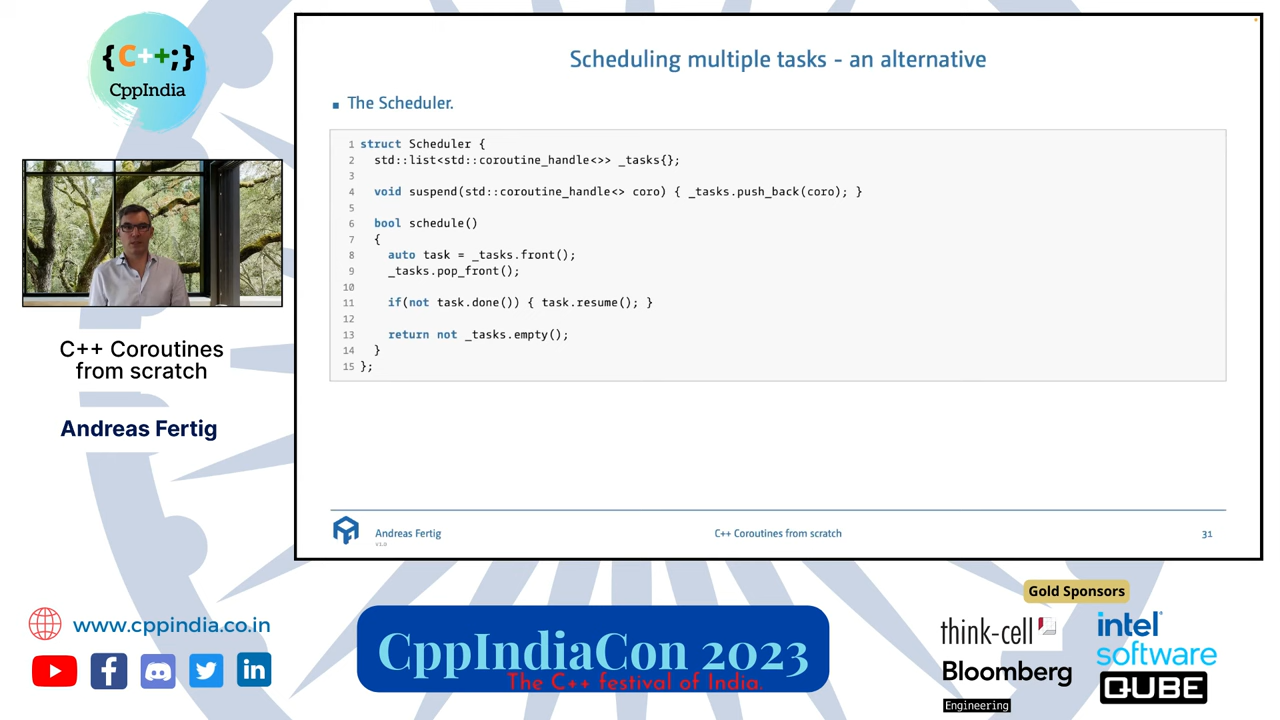 {C++;}
CppIndia
C++ Coroutines
from scratch
Andreas Fertig
Scheduling multiple tasks - an alternative
The Scheduler.
1 struct Scheduler {
2 std::list<std::coroutine_handle<>> _tasks{};
3
4 void suspend(std::coroutine_handle<> coro) { _tasks.push_back(coro); }
5
6 bool schedule()
7 {
8 auto task = _tasks.front();
9 _tasks.pop_front();
10
11 if(not task.done()) { task.resume(); }
12
13 return not _tasks.empty();
14 }
15 };
Andreas Fertig
v1.0
C++ Coroutines from scratch
31
www.cppindia.co.in
CppIndiaCon 2023
The C++ festival of India.
Gold Sponsors
think-cell
intel
software
Bloomberg
Engineering
QUBE